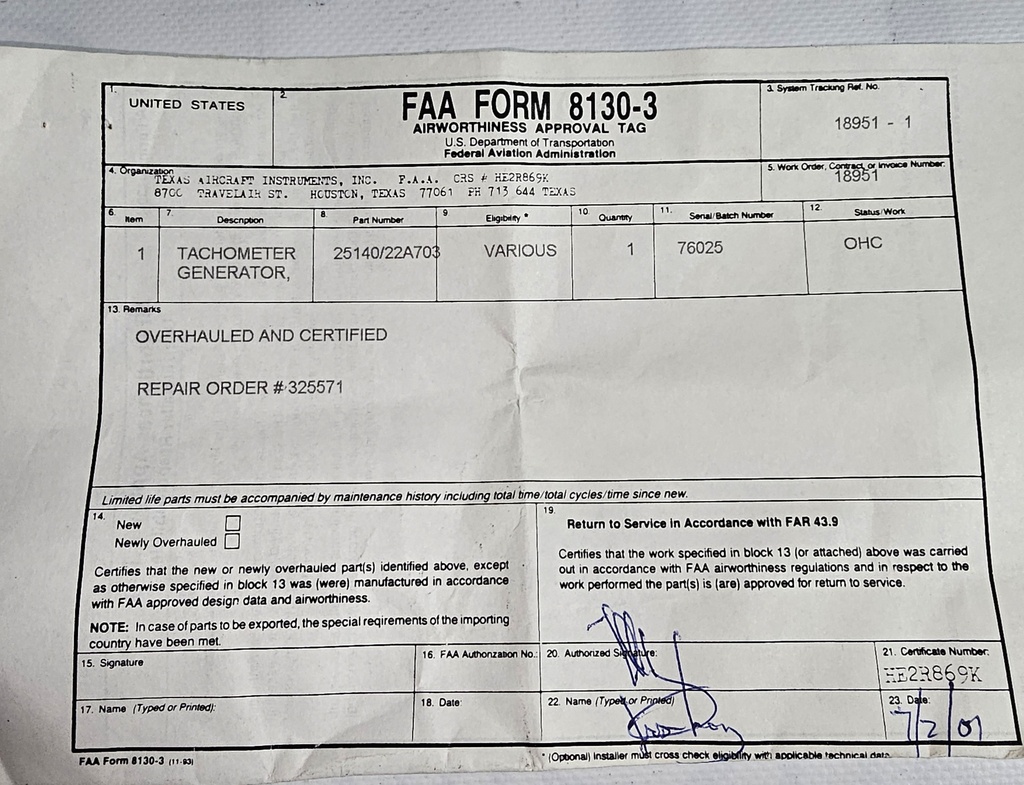 1.
UNITED STATES
2.
FAA FORM 8130-3
AIRWORTHINESS APPROVAL TAG
U.S. Department of Transportation
Federal Aviation Administration
3. System Tracking Ref. No.
18951 - 1
4. Organization
TEXAS AIRCRAFT INSTRUMENTS, INC. F.A.A. CRS # HE2R869K
8700 TRAVELAIR ST. HOUSTON, TEXAS 77061 PH 713 644 TEXAS
5. Work Order, Contract, or Invoice Number:
18951
6. Item
7. Description
8. Part Number
9 Eligibility *
10. Quantity
11. Serial/Batch Number
12. Status/Work
1
TACHOMETER
GENERATOR,
25140/22A703
VARIOUS
1
76025
OHC
13. Remarks
OVERHAULED AND CERTIFIED
REPAIR ORDER # 325571
Limited life parts must be accompanied by maintenance history including total time/total cycles/time since new.
14.
New
Newly Overhauled
Certifies that the new or newly overhauled part(s) identified above, except
as otherwise specified in block 13 was (were) manufactured in accordance
with FAA approved design data and airworthiness.
NOTE: In case of parts to be exported, the special reqirements of the importing
country have been met.
19.
Return to Service in Accordance with FAR 43.9
Certifies that the work specified in block 13 (or attached) above was carried
out in accordance with FAA airworthiness regulations and in respect to the
work performed the part(s) is (are) approved for return to service.
15. Signature
16. FAA Authorization No.:
20. Authorized Signature:
21. Certificate Number:
HE2R869K
17. Name (Typed or Printed):
18. Date:
22. Name (Typed or Printed)
23. Date:
7/2/01
FAA Form 8130-3 (11-93)
* (Optional) Installer must cross check eligibility with applicable technical data.